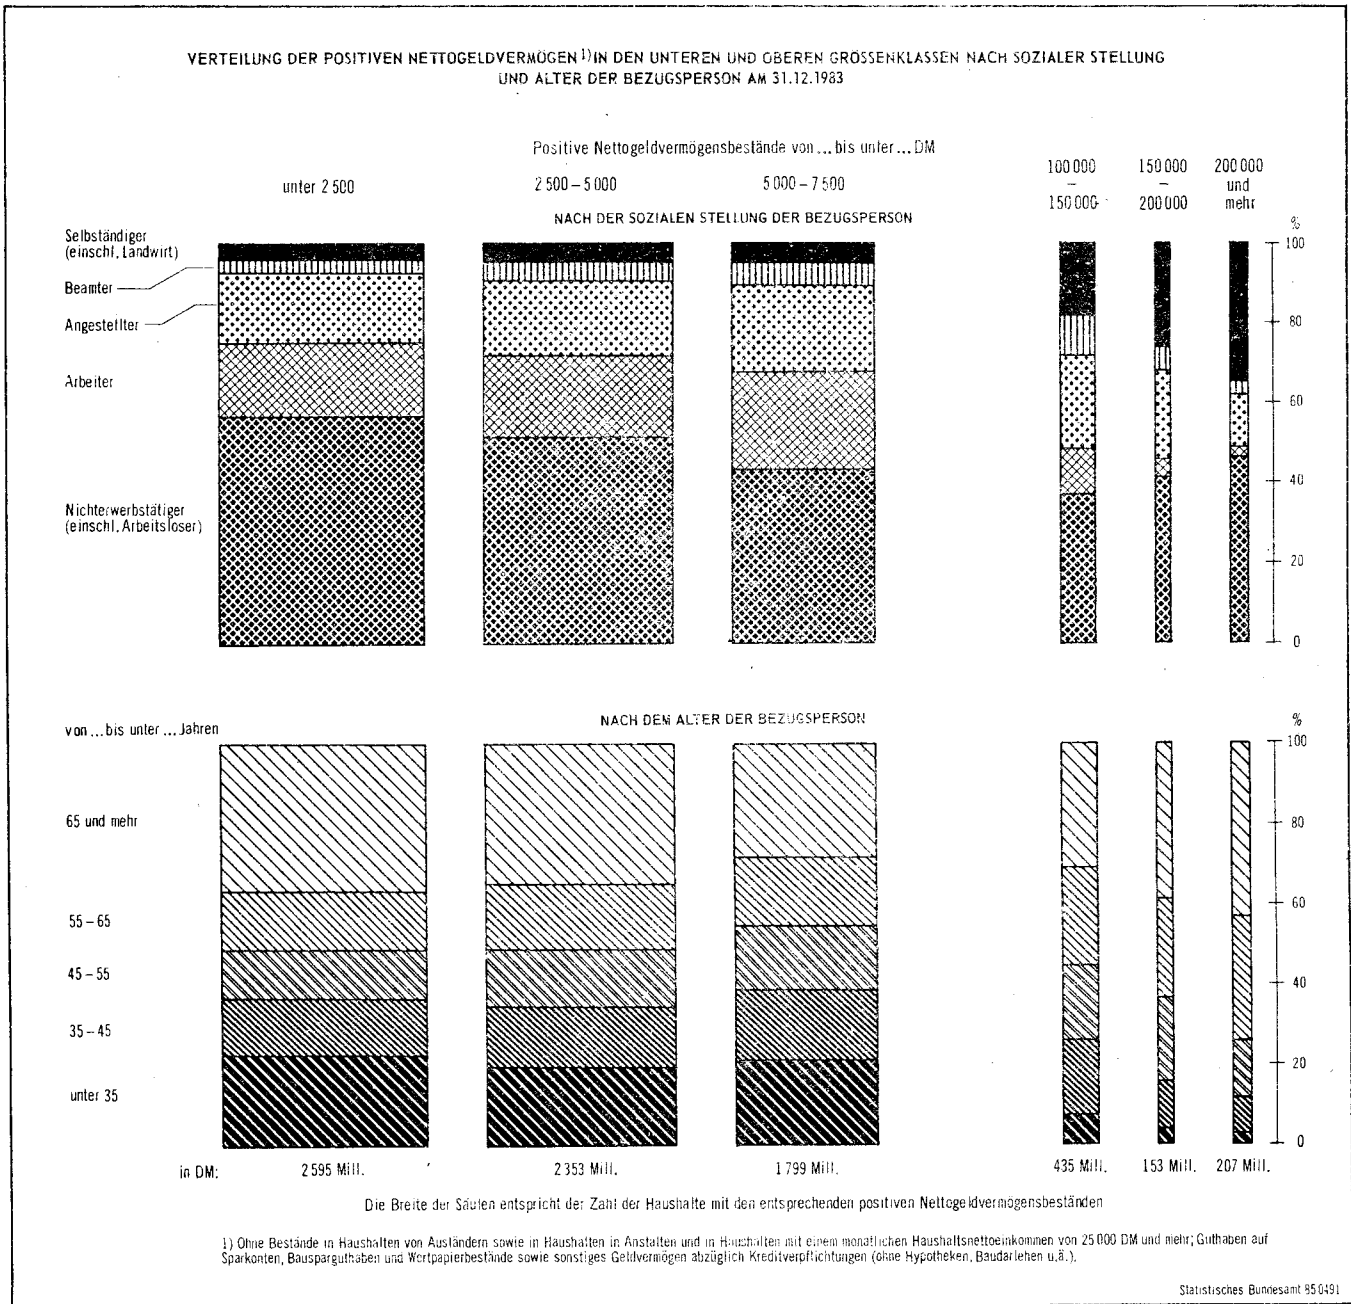 VERTEILUNG DER POSITIVEN NETTOGELDVERMÖGEN 1) IN DEN UNTEREN UND OBEREN GRÖSSENKLASSEN NACH SOZIALER STELLUNG
UND ALTER DER BEZUGSPERSON AM 31.12.1983
Positive Nettogeldvermögensbestände von ... bis unter ... DM
unter 2 500
2 500 – 5 000
5 000 – 7 500
100 000
–
150 000
150 000
–
200 000
200 000
und
mehr
NACH DER SOZIALEN STELLUNG DER BEZUGSPERSON
%
Selbständiger
(einschl. Landwirt)
Beamter
Angestellter
Arbeiter
Nichterwerbstätiger
(einschl. Arbeitsloser)
100
80
60
40
20
0
von ... bis unter ... Jahren
NACH DEM ALTER DER BEZUGSPERSON
%
65 und mehr
55 – 65
45 – 55
35 – 45
unter 35
100
80
60
40
20
0
in DM: 2 595 Mill. 2 353 Mill. 1 799 Mill. 435 Mill. 153 Mill. 207 Mill.
Die Breite der Säulen entspricht der Zahl der Haushalte mit den entsprechenden positiven Nettogeldvermögensbeständen
1) Ohne Bestände in Haushalten von Ausländern sowie in Haushalten in Anstalten und in Haushalten mit einem monatlichen Haushaltsnettoeinkommen von 25 000 DM und mehr; Guthaben auf
Sparkonten, Bausparguthaben und Wertpapierbestände sowie sonstiges Geldvermögen abzüglich Kreditverpflichtungen (ohne Hypotheken, Baudarlehen u.ä.).
Statistisches Bundesamt 85 0491